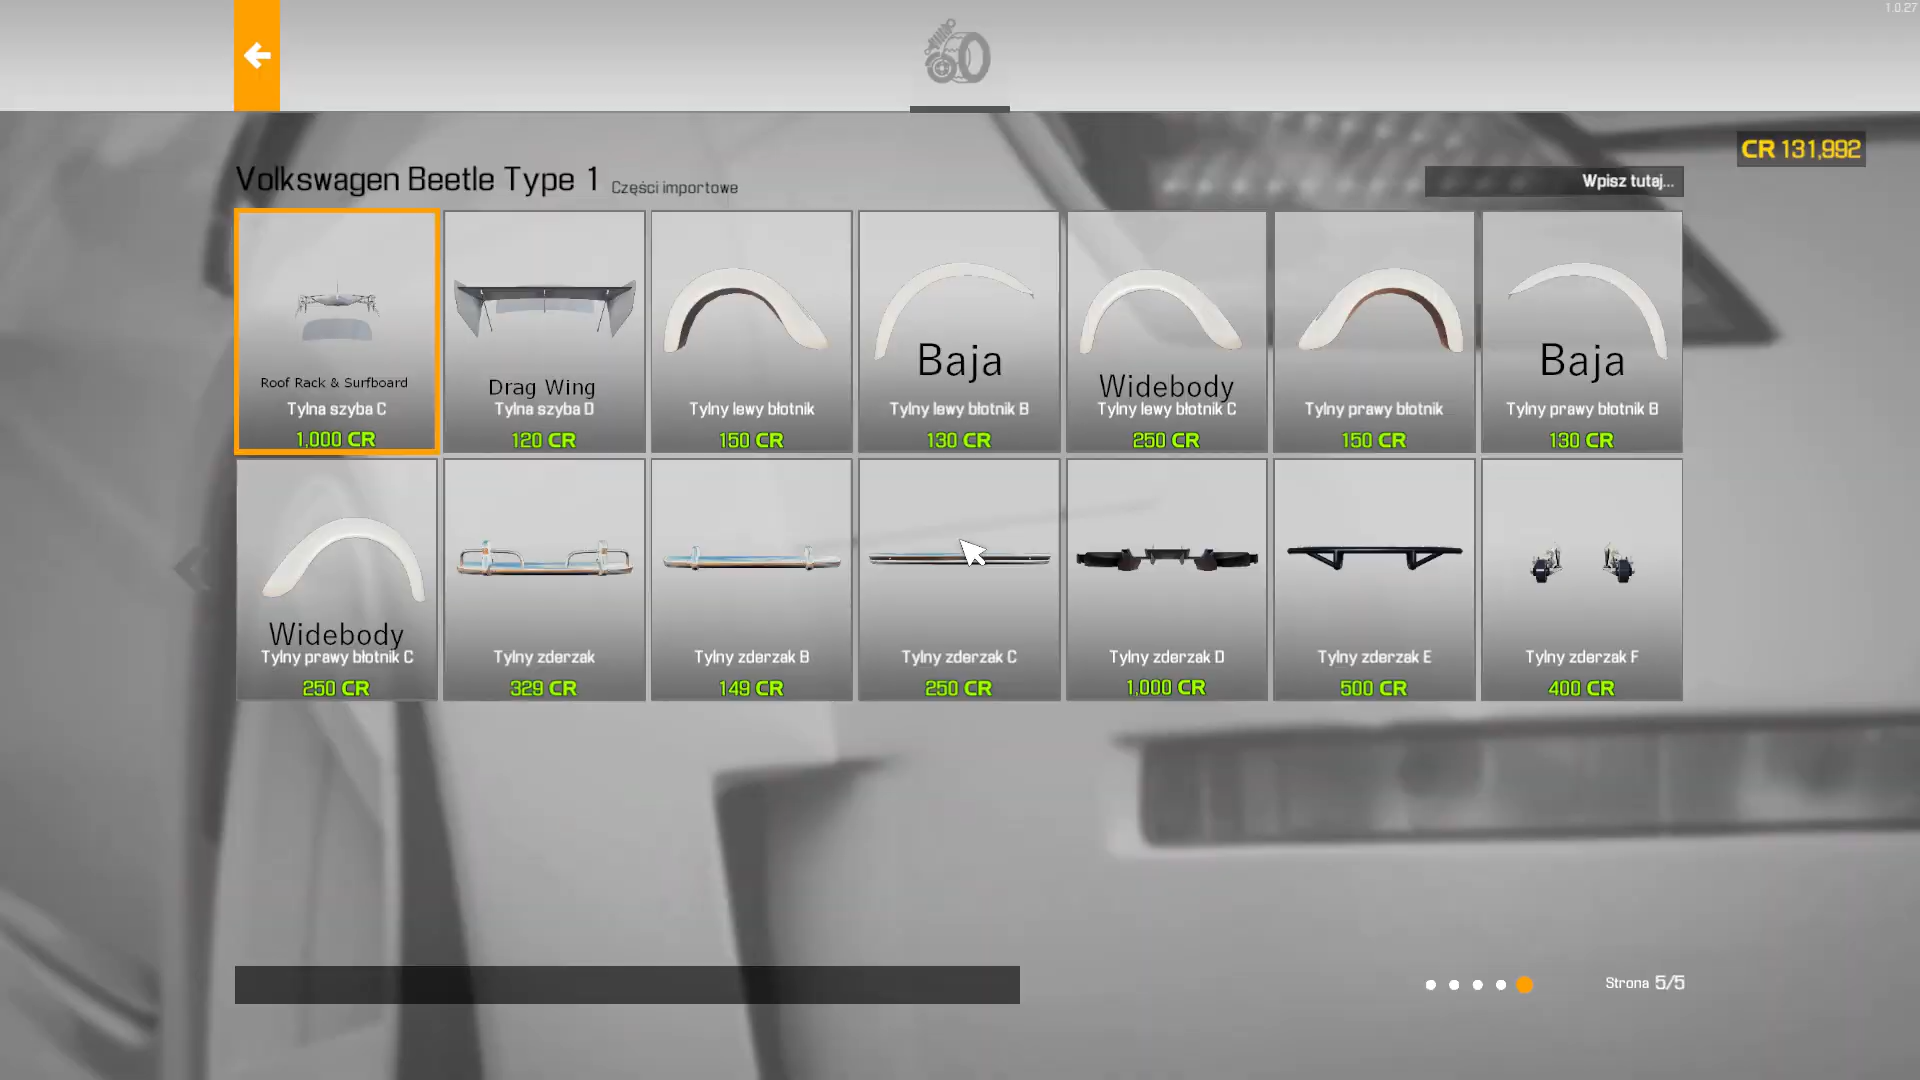 1.0.27
CR 131,992
Volkswagen Beetle Type 1 Części importowe
Wpisz tutaj...
Roof Rack & Surfboard
Tylna szyba C
1,000 CR
Drag Wing
Tylna szyba D
120 CR
Tylny lewy błotnik
150 CR
Baja
Tylny lewy błotnik B
130 CR
Widebody
Tylny lewy błotnik C
250 CR
Tylny prawy błotnik
150 CR
Baja
Tylny prawy błotnik B
130 CR
Widebody
Tylny prawy błotnik C
250 CR
Tylny zderzak
329 CR
Tylny zderzak B
149 CR
Tylny zderzak C
250 CR
Tylny zderzak D
1,000 CR
Tylny zderzak E
500 CR
Tylny zderzak F
400 CR
Strona 5/5